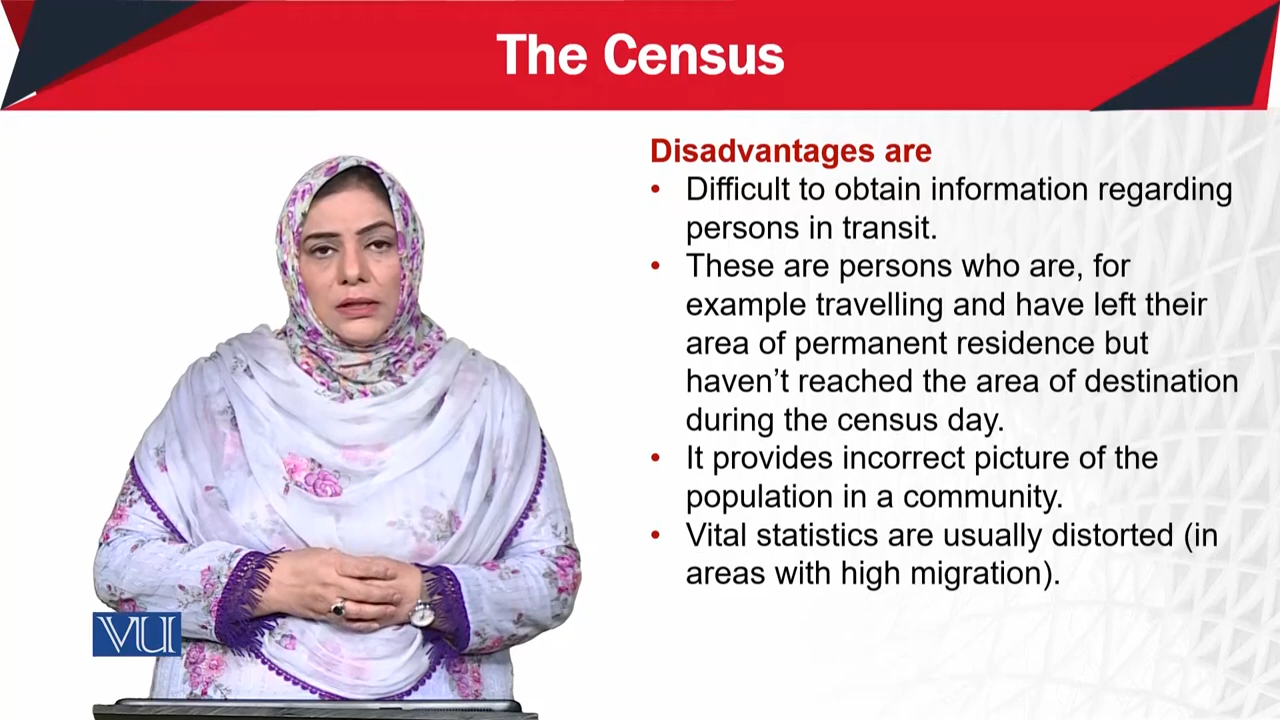 The Census
Disadvantages are
• Difficult to obtain information regarding
persons in transit.
• These are persons who are, for
example travelling and have left their
area of permanent residence but
haven’t reached the area of destination
during the census day.
• It provides incorrect picture of the
population in a community.
• Vital statistics are usually distorted (in
areas with high migration).
VU